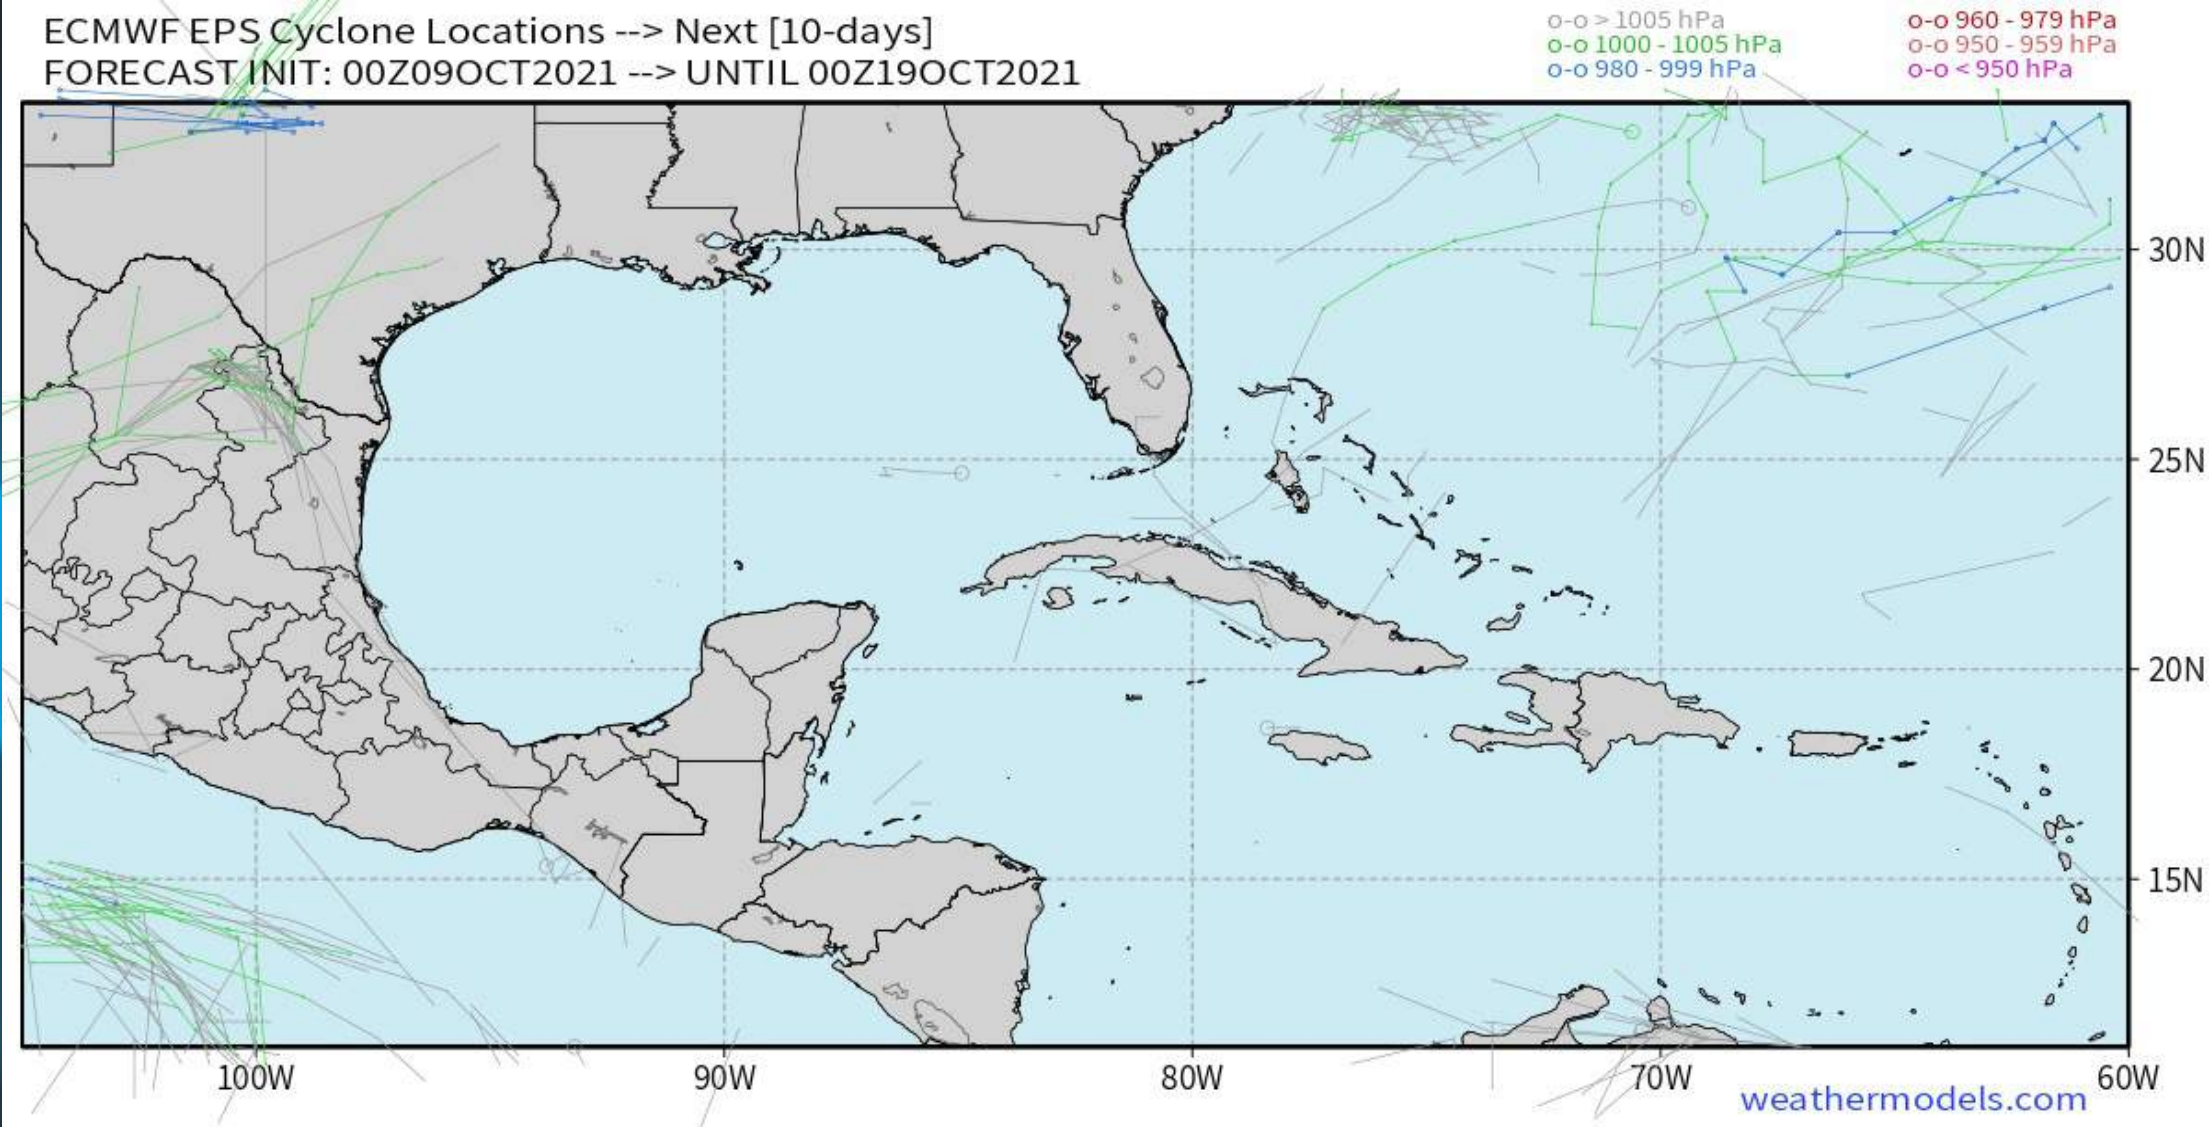 ECMWF EPS Cyclone Locations --> Next [10-days]
FORECAST INIT: 00Z09OCT2021 --> UNTIL 00Z19OCT2021
o-o > 1005 hPa
o-o 1000 - 1005 hPa
o-o 980 - 999 hPa
o-o 960 - 979 hPa
o-o 950 - 959 hPa
o-o < 950 hPa
30N
25N
20N
15N
100W 90W 80W 70W 60W
weathermodels.com